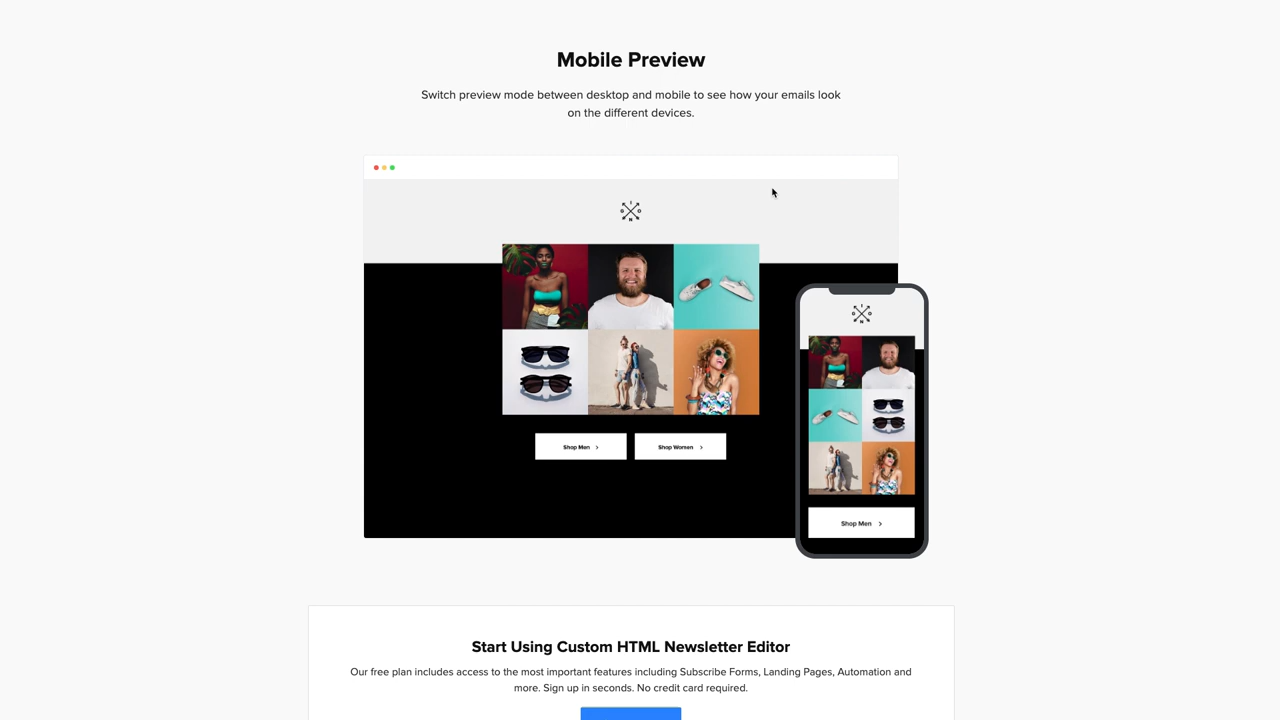 Mobile Preview
Switch preview mode between desktop and mobile to see how your emails look
on the different devices.
Shop Men
Shop Women
Shop Men
Start Using Custom HTML Newsletter Editor
Our free plan includes access to the most important features including Subscribe Forms, Landing Pages, Automation and
more. Sign up in seconds. No credit card required.